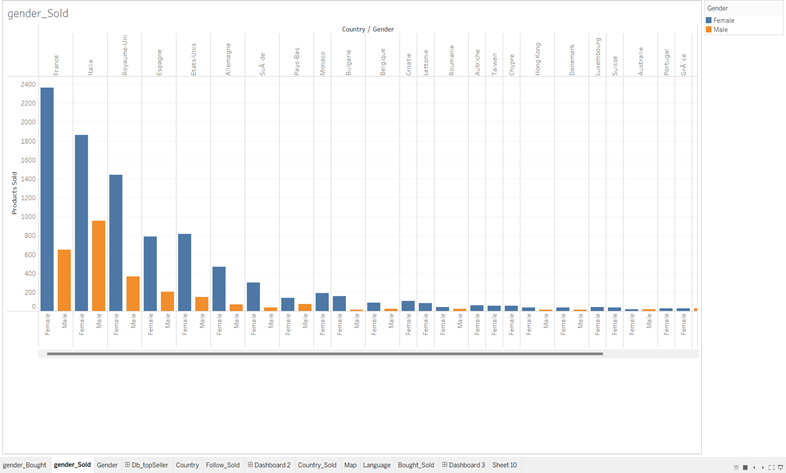 gender_Sold
Country / Gender
France Italie Royaume-Uni Espagne Etats-Unis Allemagne SuÃ¨de Pays-Bas Monaco Bulgarie Belgique Croatie Lettonie Roumanie Autriche Taiwan Chypre Hong Kong Danemark Luxembourg Suisse Australie Portugal GrÃ¨ce
2400
2200
2000
1800
1600
1400
1200
1000
800
600
400
200
0
Products Sold
Female Male Female Male Female Male Female Male Female Male Female Male Female Male Female Male Female Female Male Female Male Female Female Female Male Female Female Female Female Male Female Male Female Female Female Male Female Female
Gender
Female
Male
gender_Bought gender_Sold Gender Db_topSeller Country Follow_Sold Dashboard 2 Country_Sold Map Language Bought_Sold Dashboard 3 Sheet 10